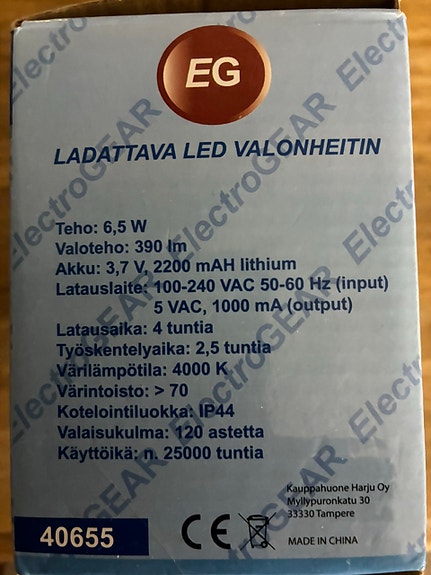 ElectroGEAR
EG
LADATTAVA LED VALONHEITIN
Teho: 6,5 W
Valoteho: 390 lm
Akku: 3,7 V, 2200 mAH lithium
Latauslaite: 100-240 VAC 50-60 Hz (input)
5 VAC, 1000 mA (output)
Latausaika: 4 tuntia
Työskentelyaika: 2,5 tuntia
Värilämpötila: 4000 K
Värintoisto: > 70
Kotelointiluokka: IP44
Valaisukulma: 120 astetta
Käyttöikä: n. 25000 tuntia
Kauppahuone Harju Oy
Myllypuronkatu 30
33330 Tampere
40655
CE
MADE IN CHINA